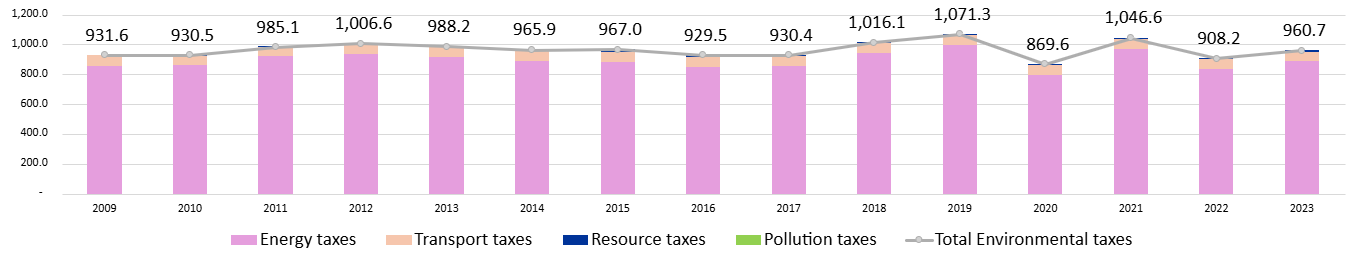 1,200.0
1,000.0
800.0
600.0
400.0
200.0
-
931.6 930.5 985.1 1,006.6 988.2 965.9 967.0 929.5 930.4 1,016.1 1,071.3 869.6 1,046.6 908.2 960.7
2009 2010 2011 2012 2013 2014 2015 2016 2017 2018 2019 2020 2021 2022 2023
Energy taxes Transport taxes Resource taxes Pollution taxes Total Environmental taxes